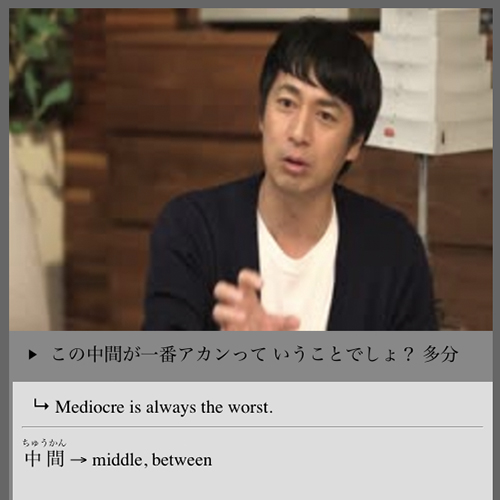 ▶ この中間が一番アカンって いうことでしょ？ 多分
↳ Mediocre is always the worst.
ちゅうかん
中間 → middle, between